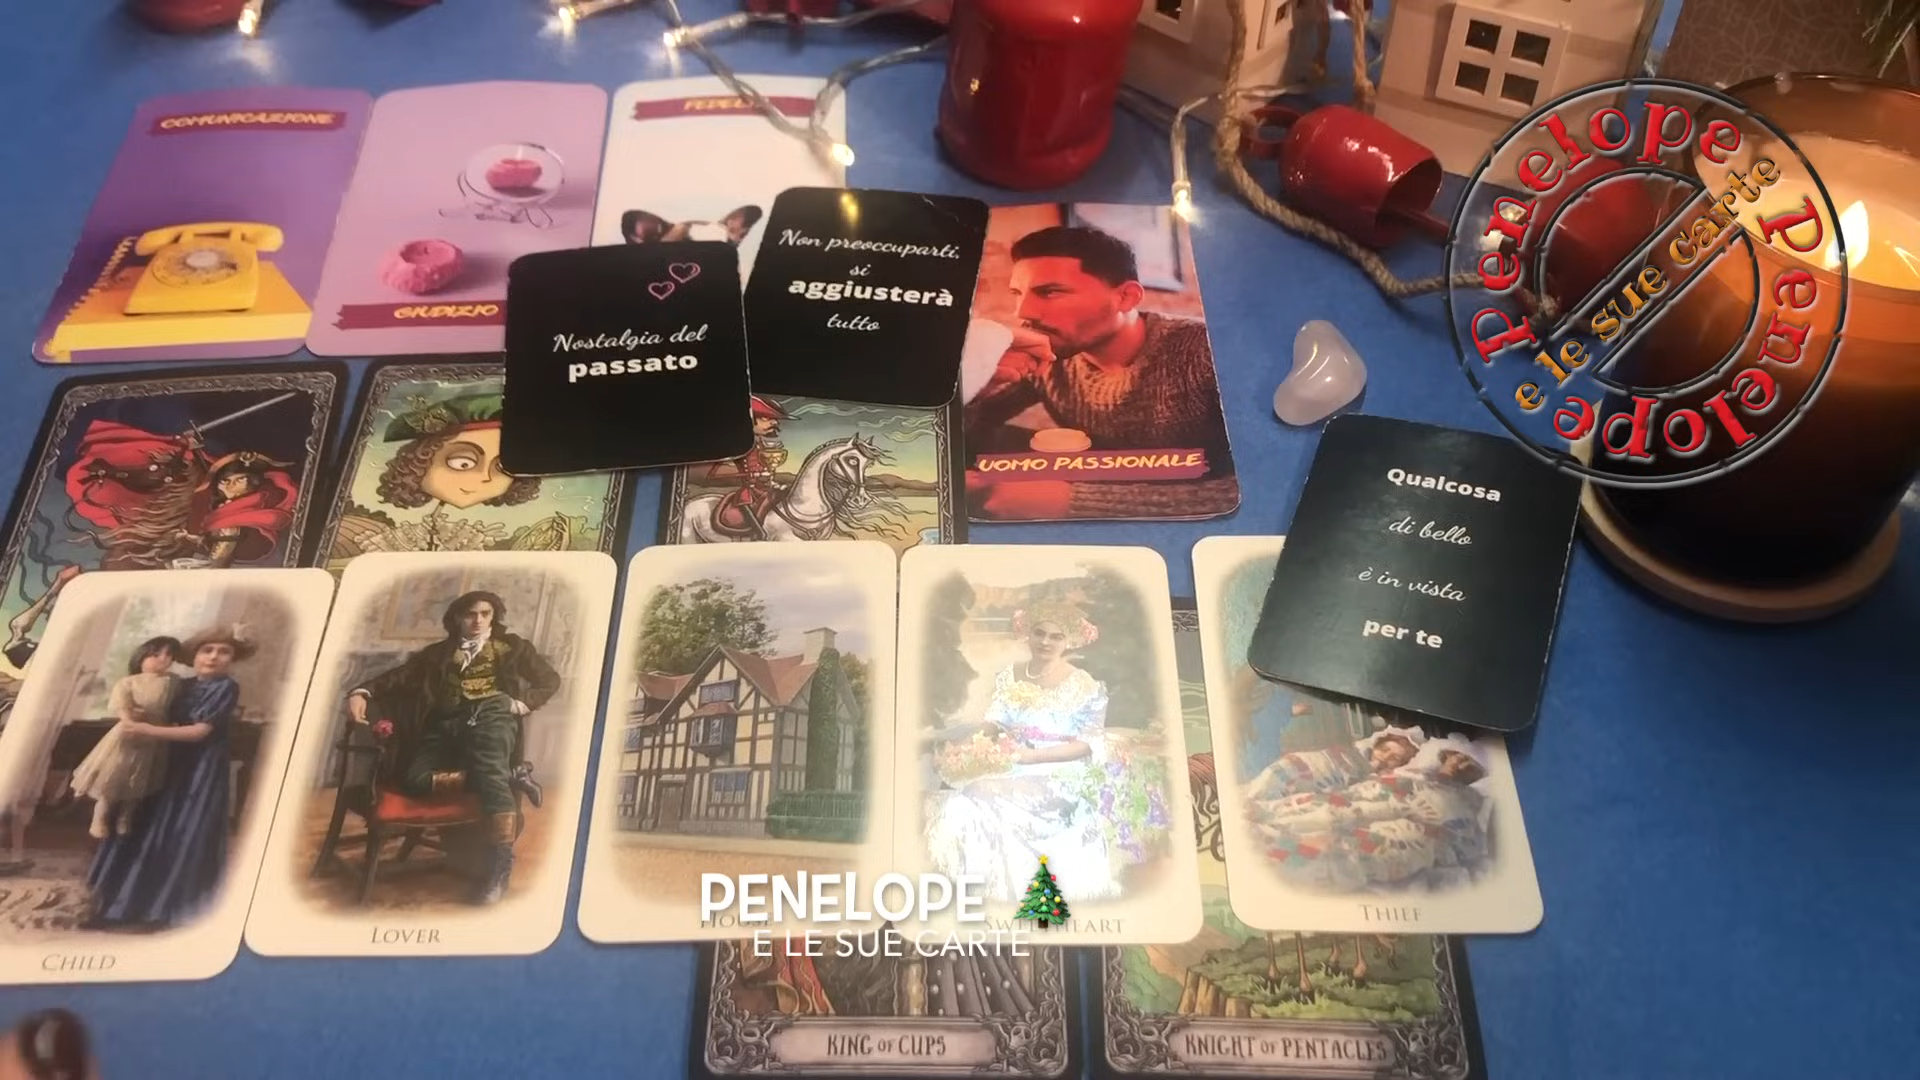 COMUNICAZIONE
GIUDIZIO
Nostalgia del
passato
Non preoccuparti,
si
aggiusterà
tutto
UOMO PASSIONALE
Qualcosa
di bello
è in vista
per te
Penelope Penelope
e le sue carte
CHILD
LOVER
SWEETHEART
THIEF
PENELOPE
E LE SUE CARTE
KING OF CUPS
KNIGHT OF PENTACLES